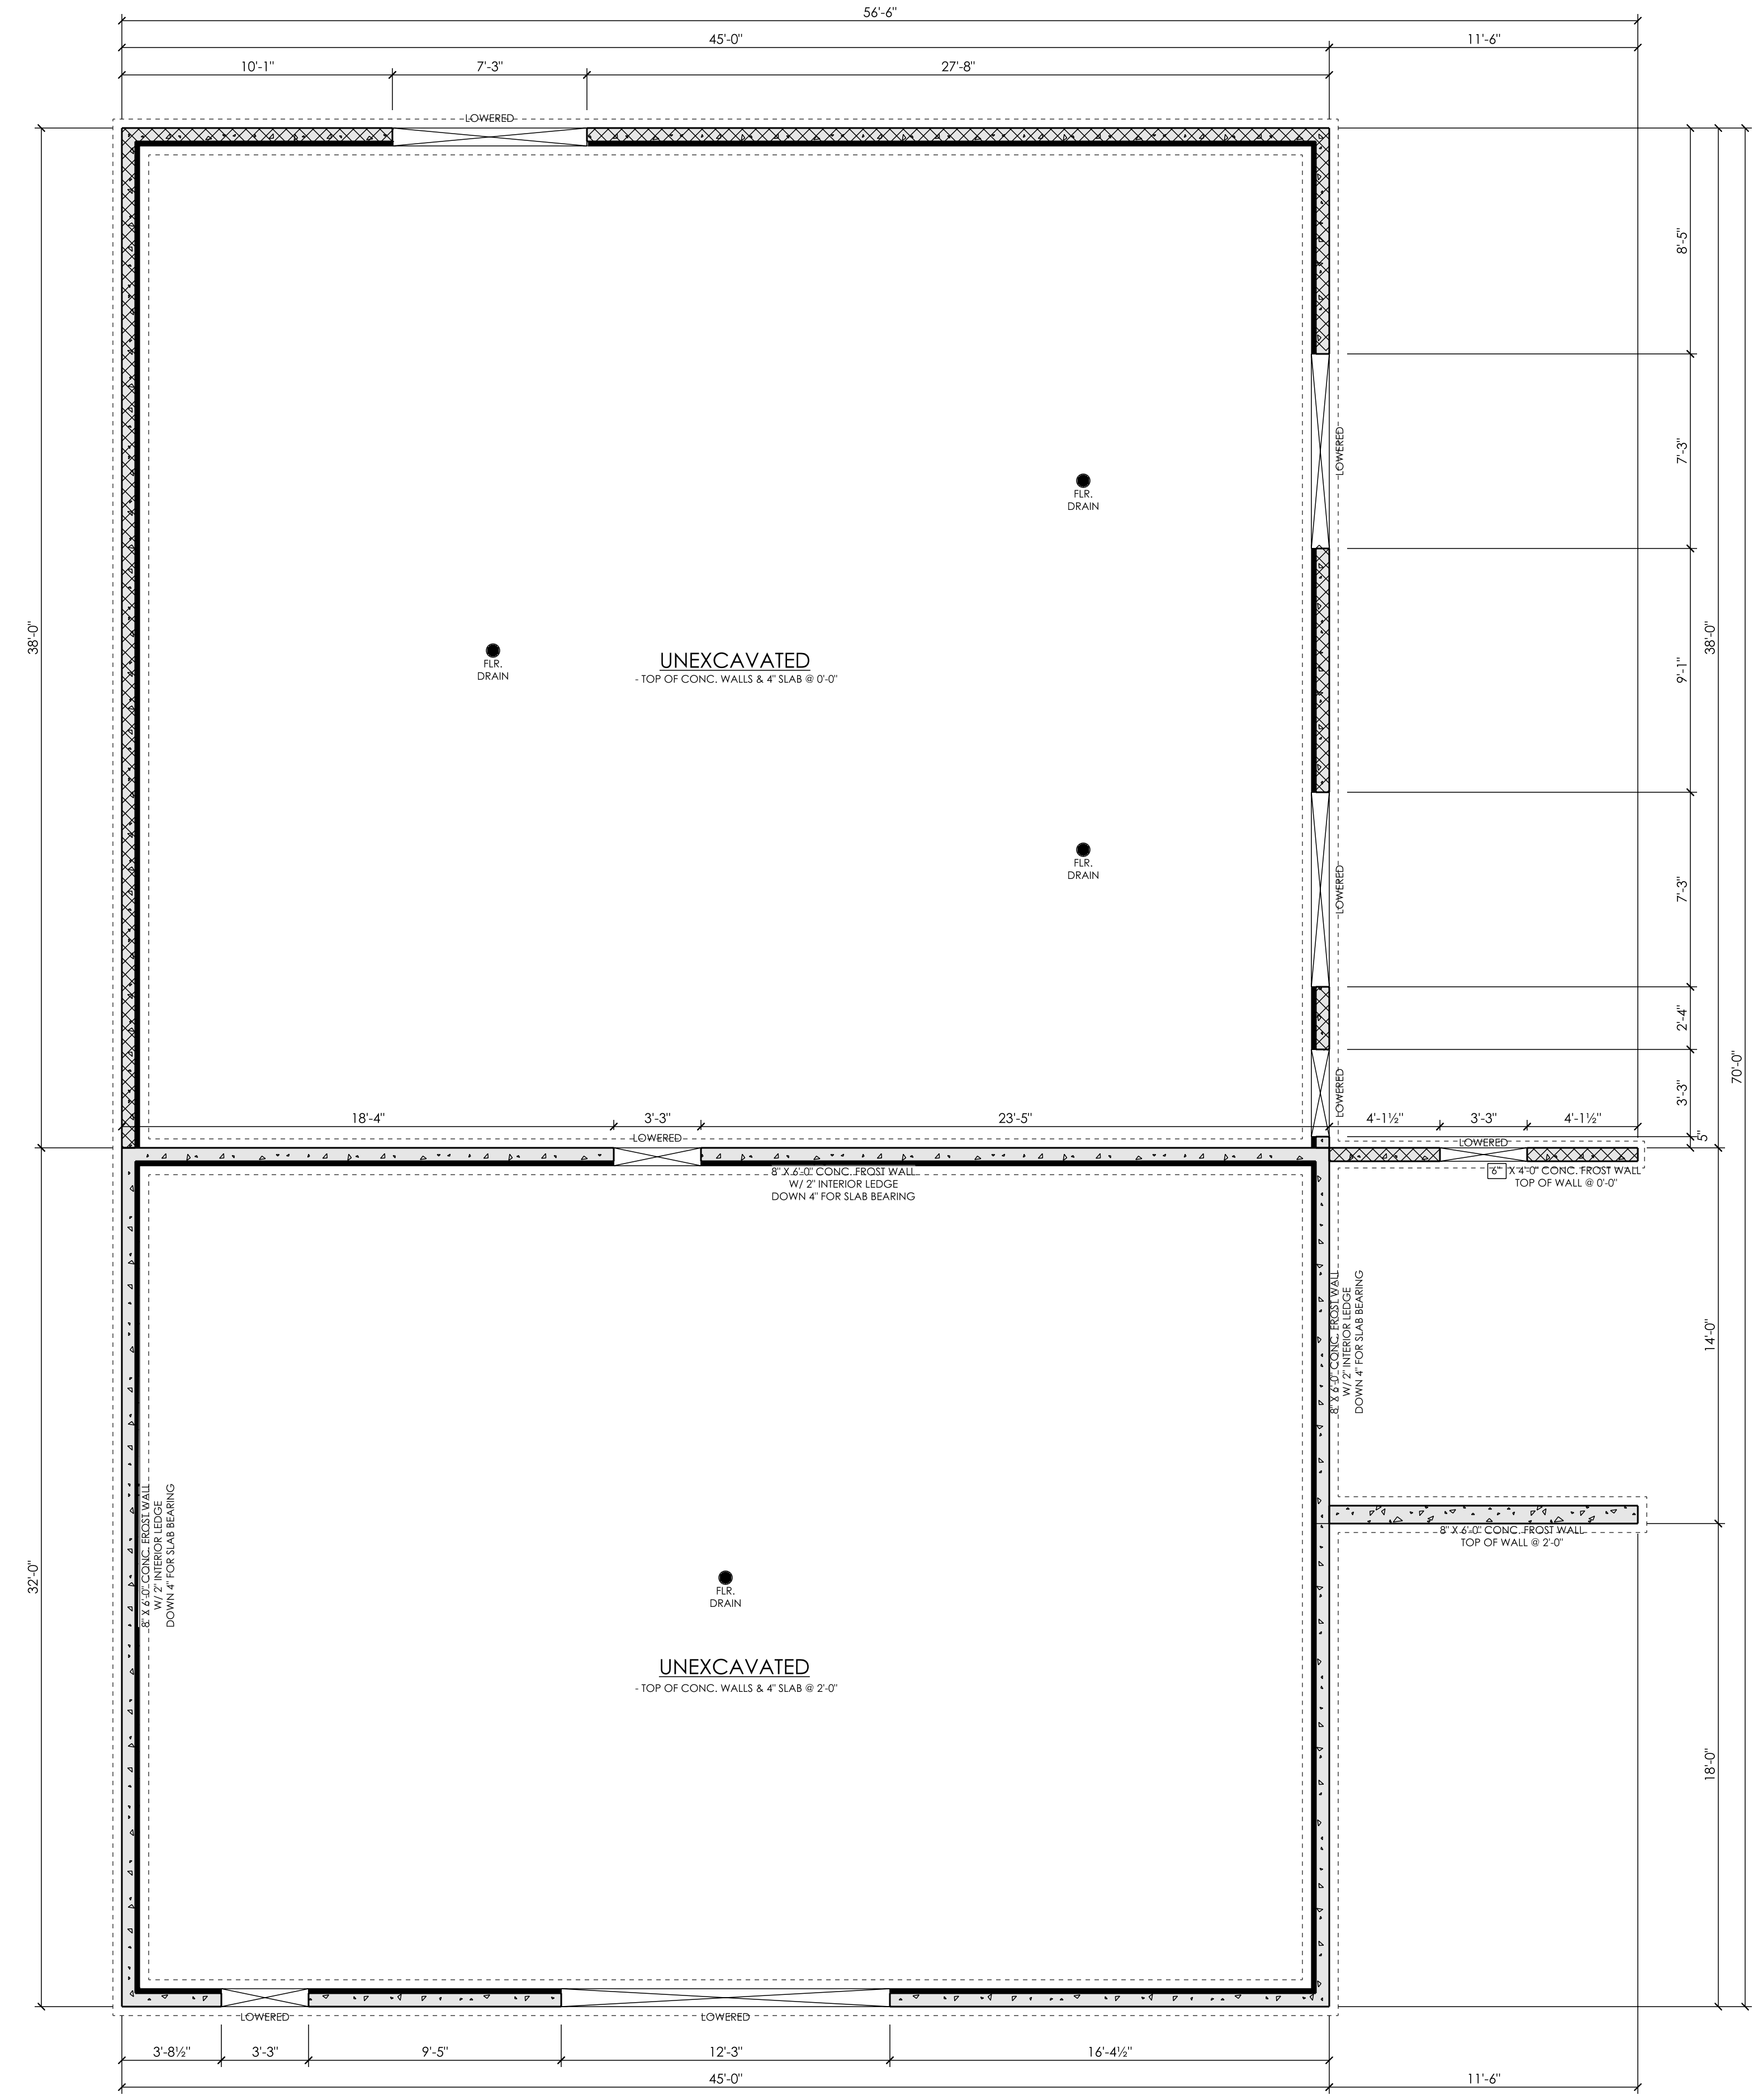 56'-6"
45'-0"
11'-6"
10'-1"
7'-3"
27'-8"
LOWERED
8'-5"
7'-3"
LOWERED
38'-0"
38'-0"
9'-1"
FLR.
DRAIN
FLR.
DRAIN
UNEXCAVATED
- TOP OF CONC. WALLS & 4" SLAB @ 0'-0"
FLR.
DRAIN
LOWERED
7'-3"
2'-4"
3'-3"
5"
70'-0"
LOWERED
18'-4"
3'-3"
23'-5"
4'-1½"
3'-3"
4'-1½"
LOWERED
LOWERED
8" X 6'-0" CONC. FROST WALL
W/ 2" INTERIOR LEDGE
DOWN 4" FOR SLAB BEARING
6" X 4'-0" CONC. FROST WALL
TOP OF WALL @ 0'-0"
8" X 6'-0" CONC. FROST WALL
W/ 2" INTERIOR LEDGE
DOWN 4" FOR SLAB BEARING
14'-0"
8" X 6'-0" CONC. FROST WALL
W/ 2" INTERIOR LEDGE
DOWN 4" FOR SLAB BEARING
8" X 6'-0" CONC. FROST WALL
TOP OF WALL @ 2'-0"
32'-0"
FLR.
DRAIN
UNEXCAVATED
- TOP OF CONC. WALLS & 4" SLAB @ 2'-0"
18'-0"
LOWERED
LOWERED
3'-8½"
3'-3"
9'-5"
12'-3"
16'-4½"
45'-0"
11'-6"